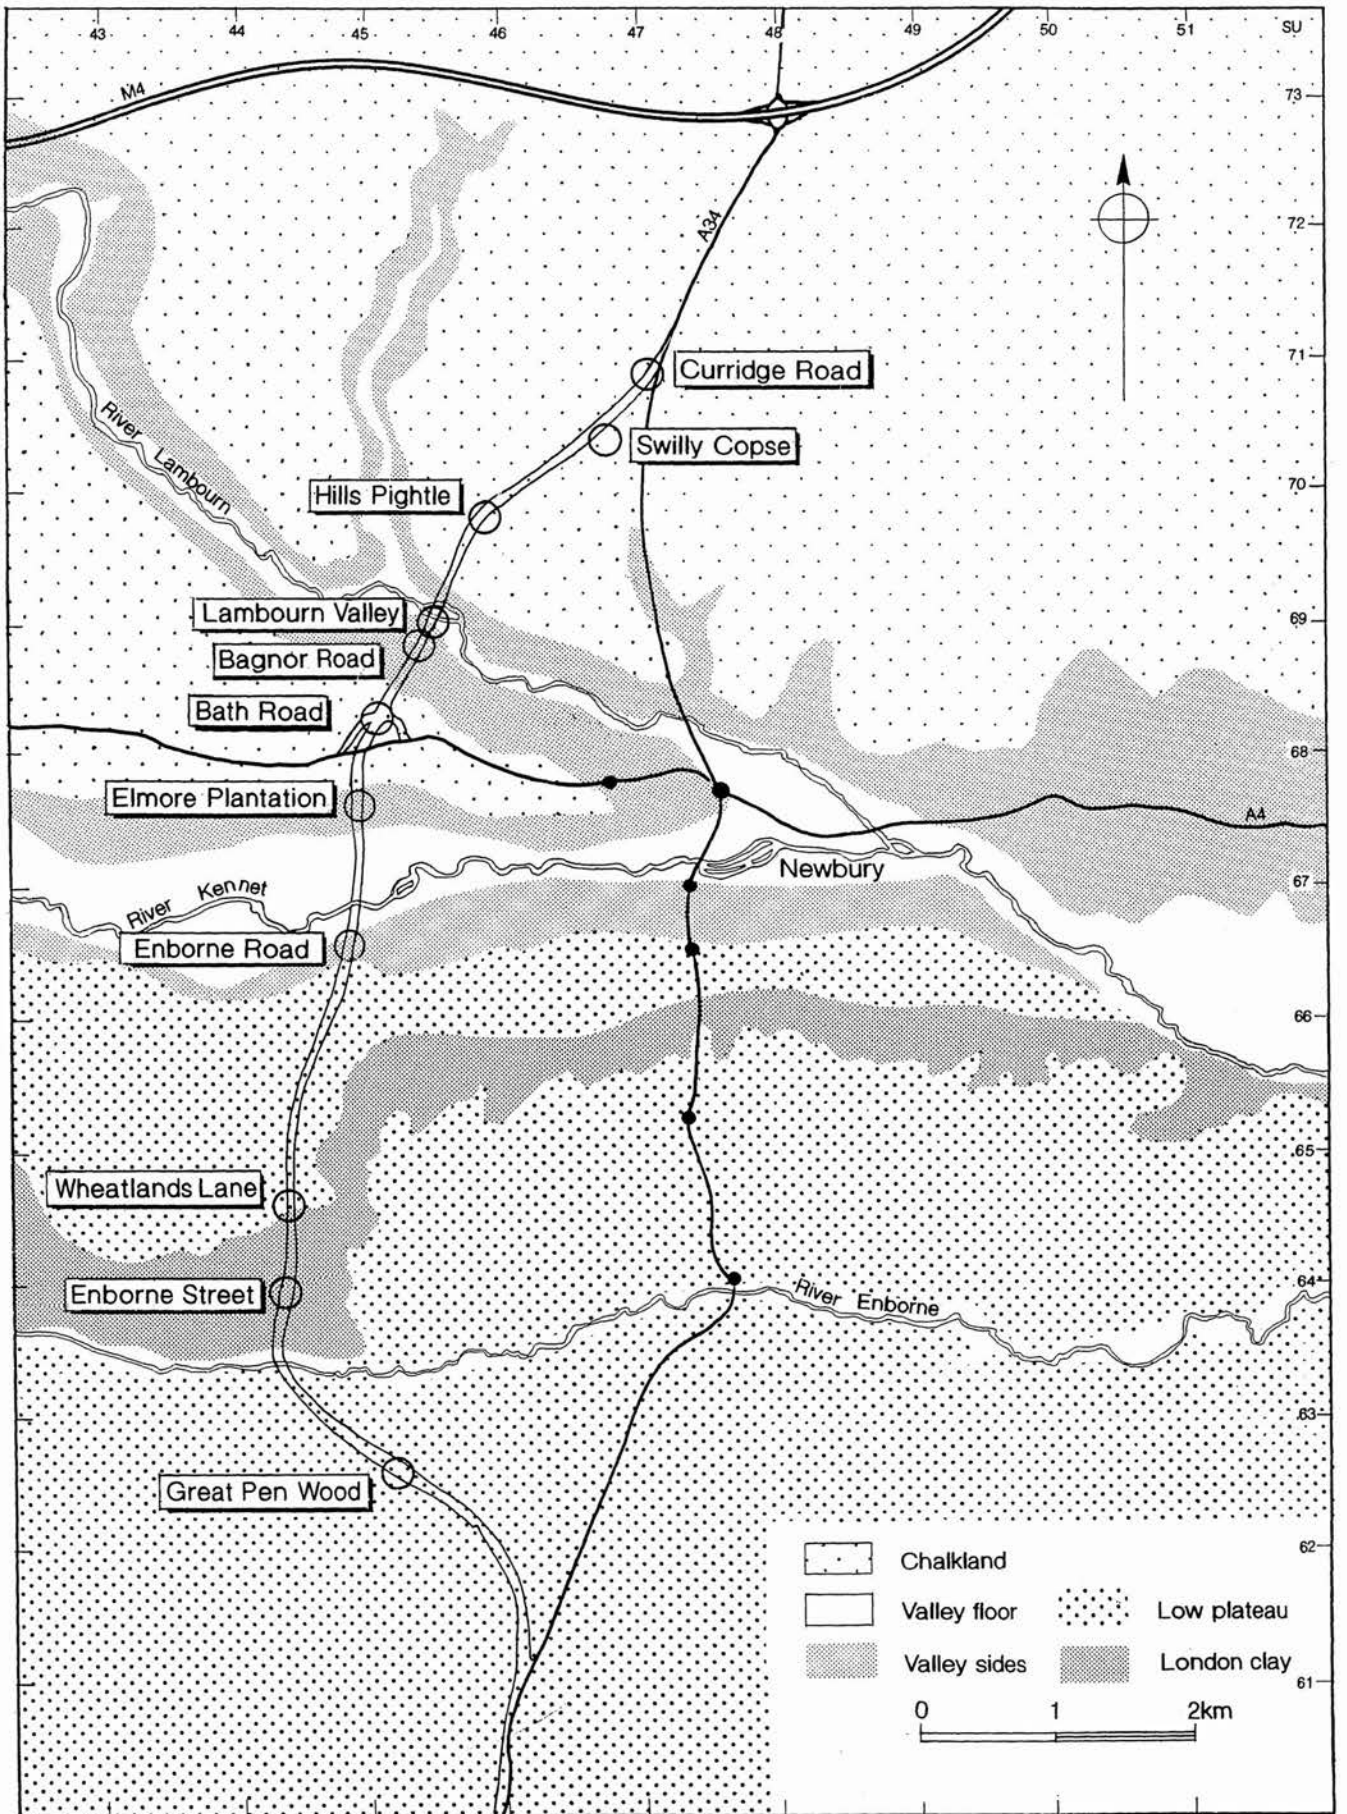 43 44 45 46 47 48 49 50 51 SU
M4
73
72
A34
71
Curridge Road
Swilly Copse
River Lambourn
70
Hills Pightle
Lambourn Valley
69
Bagnor Road
Bath Road
68
Elmore Plantation
A4
Newbury
67
River Kennet
Enborne Road
66
65
Wheatlands Lane
64
Enborne Street
River Enborne
63
Great Pen Wood
62
Chalkland
Valley floor
Low plateau
Valley sides
London clay
61
0 1 2km